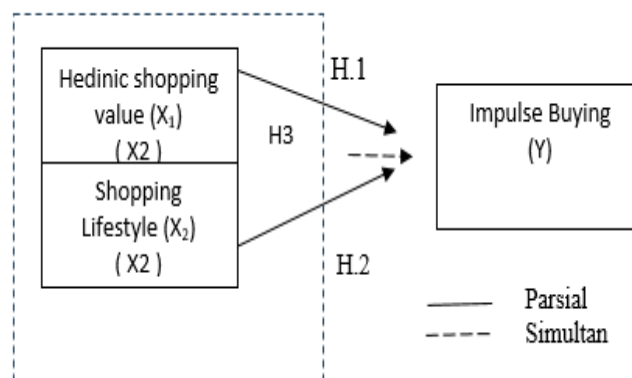 Hedinic shopping
value (X₁)
( X2 )
Shopping
Lifestyle (X₂)
( X2 )
H.1
H3
H.2
Impulse Buying
(Y)
Parsial
Simultan